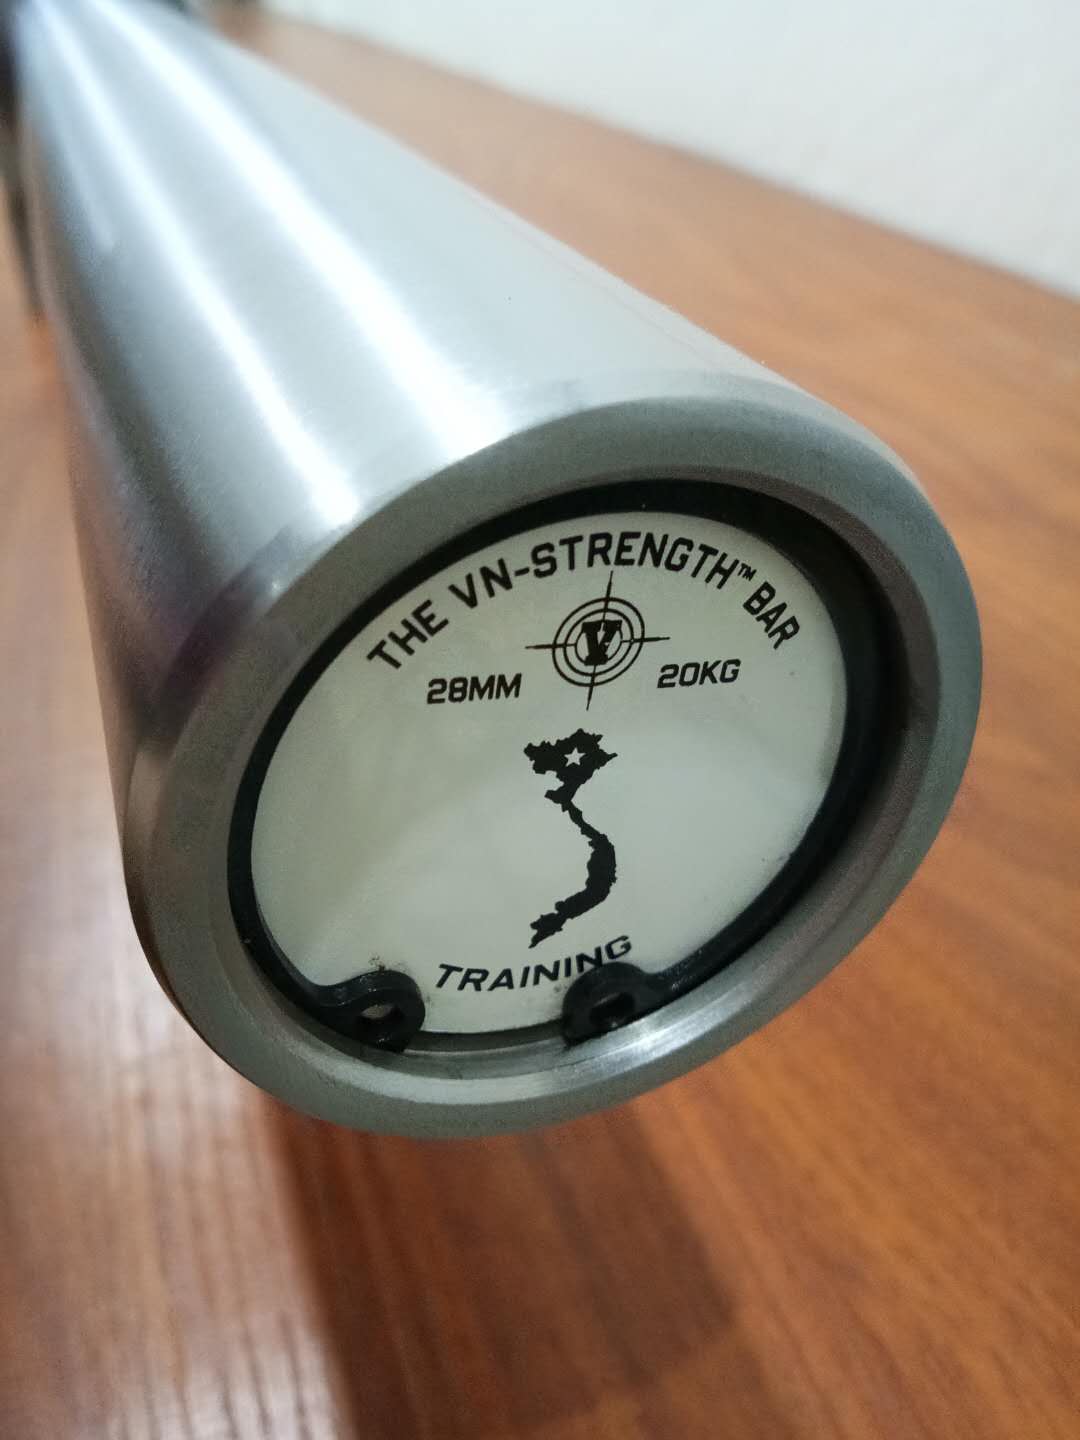 THE VN-STRENGTH™ BAR
V
28MM 20KG
TRAINING